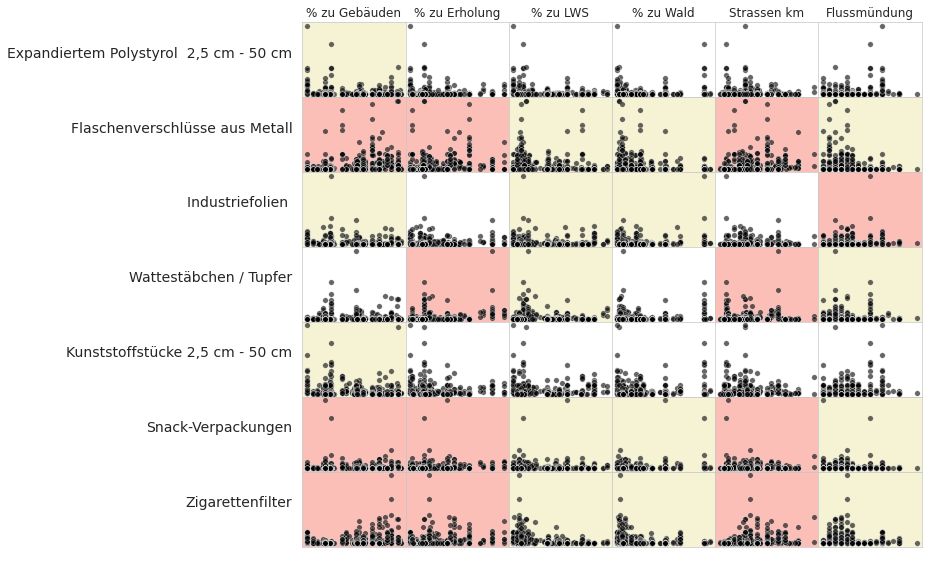 % zu Gebäuden % zu Erholung % zu LWS % zu Wald Strassen km Flussmündung
Expandiertem Polystyrol 2,5 cm - 50 cm
Flaschenverschlüsse aus Metall
Industriefolien
Wattestäbchen / Tupfer
Kunststoffstücke 2,5 cm - 50 cm
Snack-Verpackungen
Zigarettenfilter